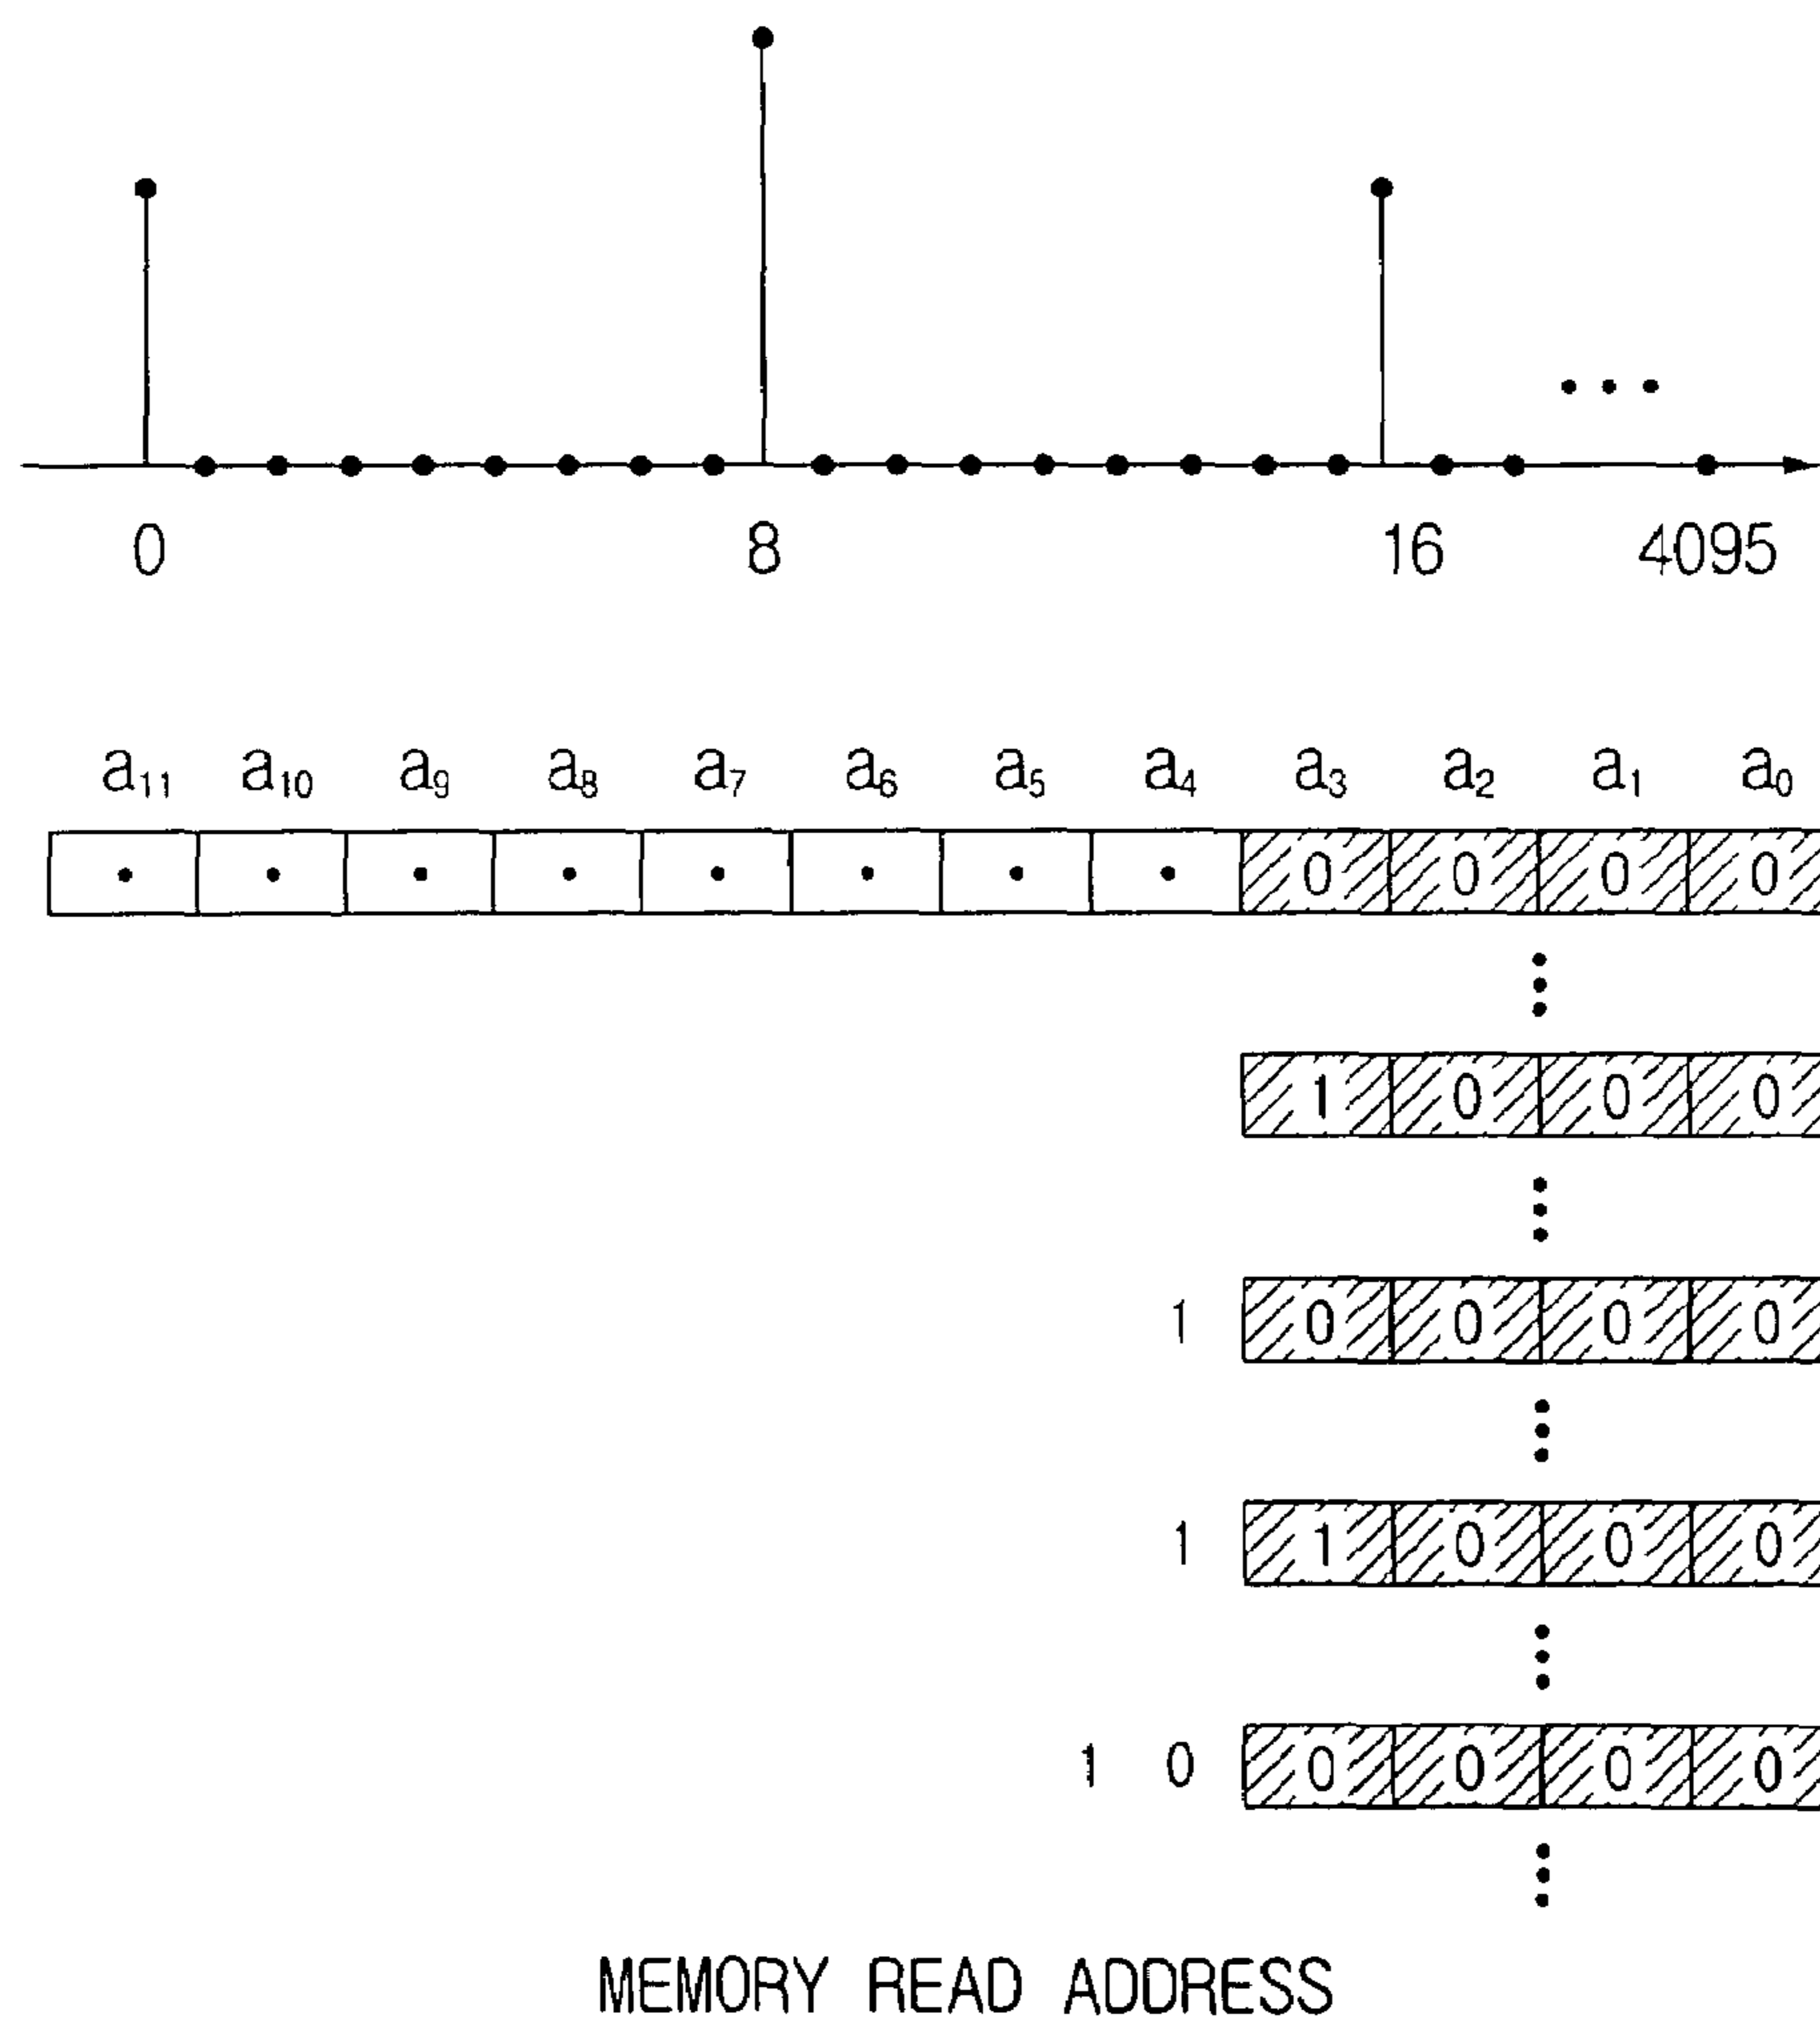 0 8 16 4095
a₁₁ a₁₀ a₉ a₈ a₇ a₆ a₅ a₄ a₃ a₂ a₁ a₀
0 0 0 0
1 0 0 0
1 0 0 0 0
1 1 0 0 0
1 0 0 0 0 0
MEMORY READ ADDRESS